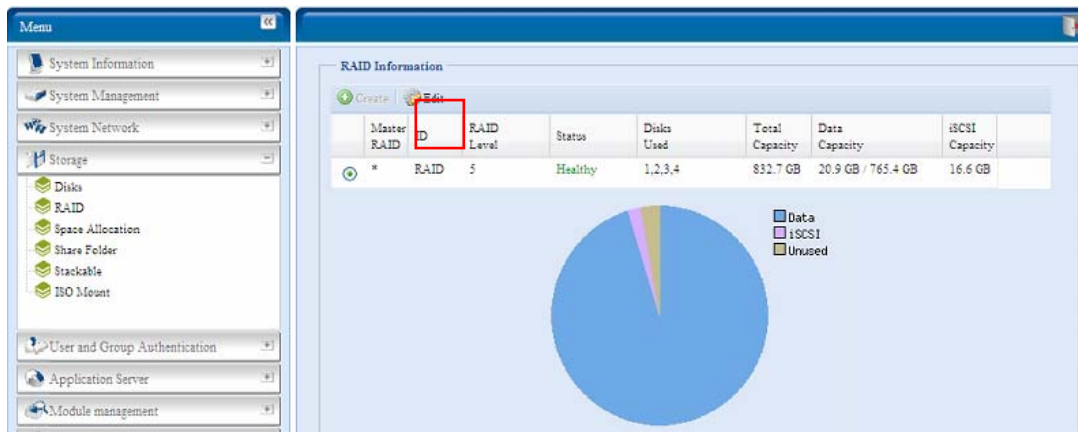 Menu
System Information
System Management
System Network
Storage
Disks
RAID
Space Allocation
Share Folder
Stackable
ISO Mount
User and Group Authentication
Application Server
Module management
RAID Information
Create Edit
Master RAID ID RAID Level Status Disks Used Total Capacity Data Capacity iSCSI Capacity
* RAID 5 Healthy 1,2,3,4 832.7 GB 20.9 GB / 765.4 GB 16.6 GB
Data
iSCSI
Unused